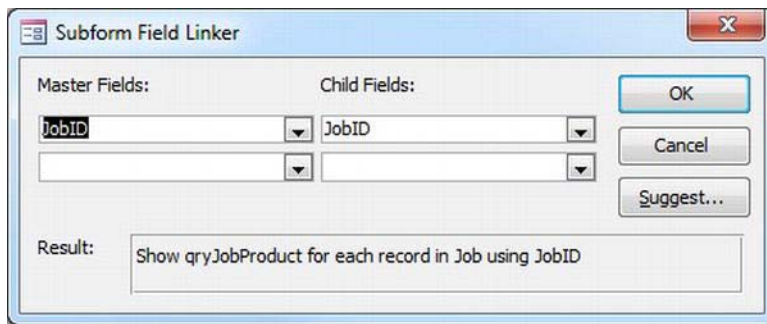 Subform Field Linker
Master Fields:
Child Fields:
OK
JobID
JobID
Cancel
Suggest...
Result:
Show qryJobProduct for each record in Job using JobID